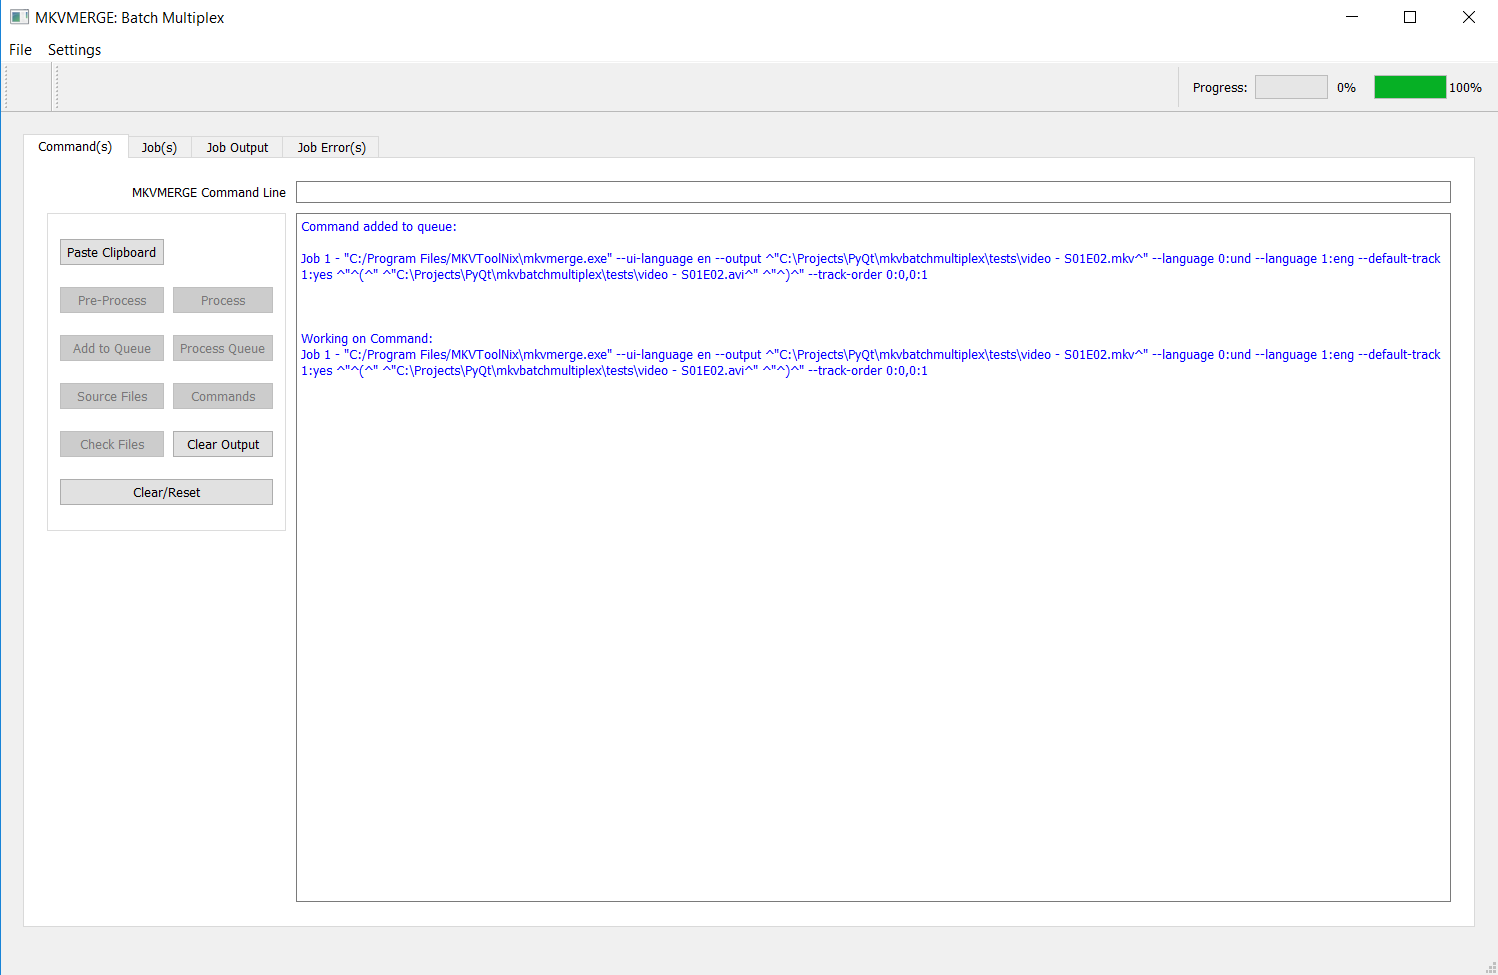 MKVMERGE: Batch Multiplex
File Settings
Progress: 0% 100%
Command(s) Job(s) Job Output Job Error(s)
MKVMERGE Command Line
Paste Clipboard
Pre-Process Process
Add to Queue Process Queue
Source Files Commands
Check Files Clear Output
Clear/Reset
Command added to queue:
Job 1 - "C:/Program Files/MKVToolNix\mkvmerge.exe" --ui-language en --output ^"C:\Projects\PyQt\mkvbatchmultiplex\tests\video - S01E02.mkv^" --language 0:und --language 1:eng --default-track
1:yes ^"^(^" ^"C:\Projects\PyQt\mkvbatchmultiplex\tests\video - S01E02.avi^" ^"^)^" --track-order 0:0,0:1
Working on Command:
Job 1 - "C:/Program Files/MKVToolNix\mkvmerge.exe" --ui-language en --output ^"C:\Projects\PyQt\mkvbatchmultiplex\tests\video - S01E02.mkv^" --language 0:und --language 1:eng --default-track
1:yes ^"^(^" ^"C:\Projects\PyQt\mkvbatchmultiplex\tests\video - S01E02.avi^" ^"^)^" --track-order 0:0,0:1